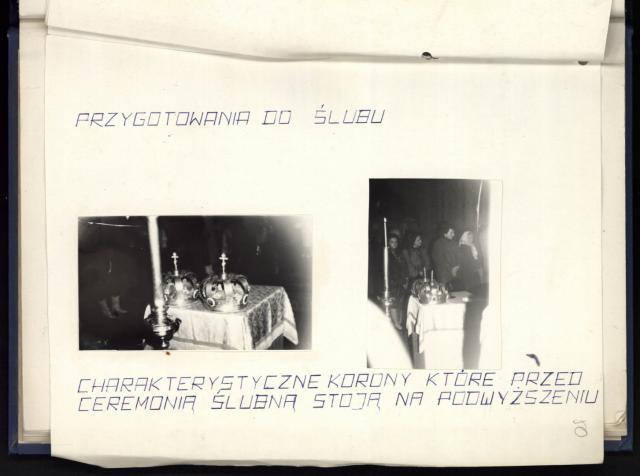 PRZYGOTOWANIA DO ŚLUBU
CHARAKTERYSTYCZNE KORONY KTÓRE PRZED
CEREMONIĄ ŚLUBNĄ STOJĄ NA PODWYŻSZENIU